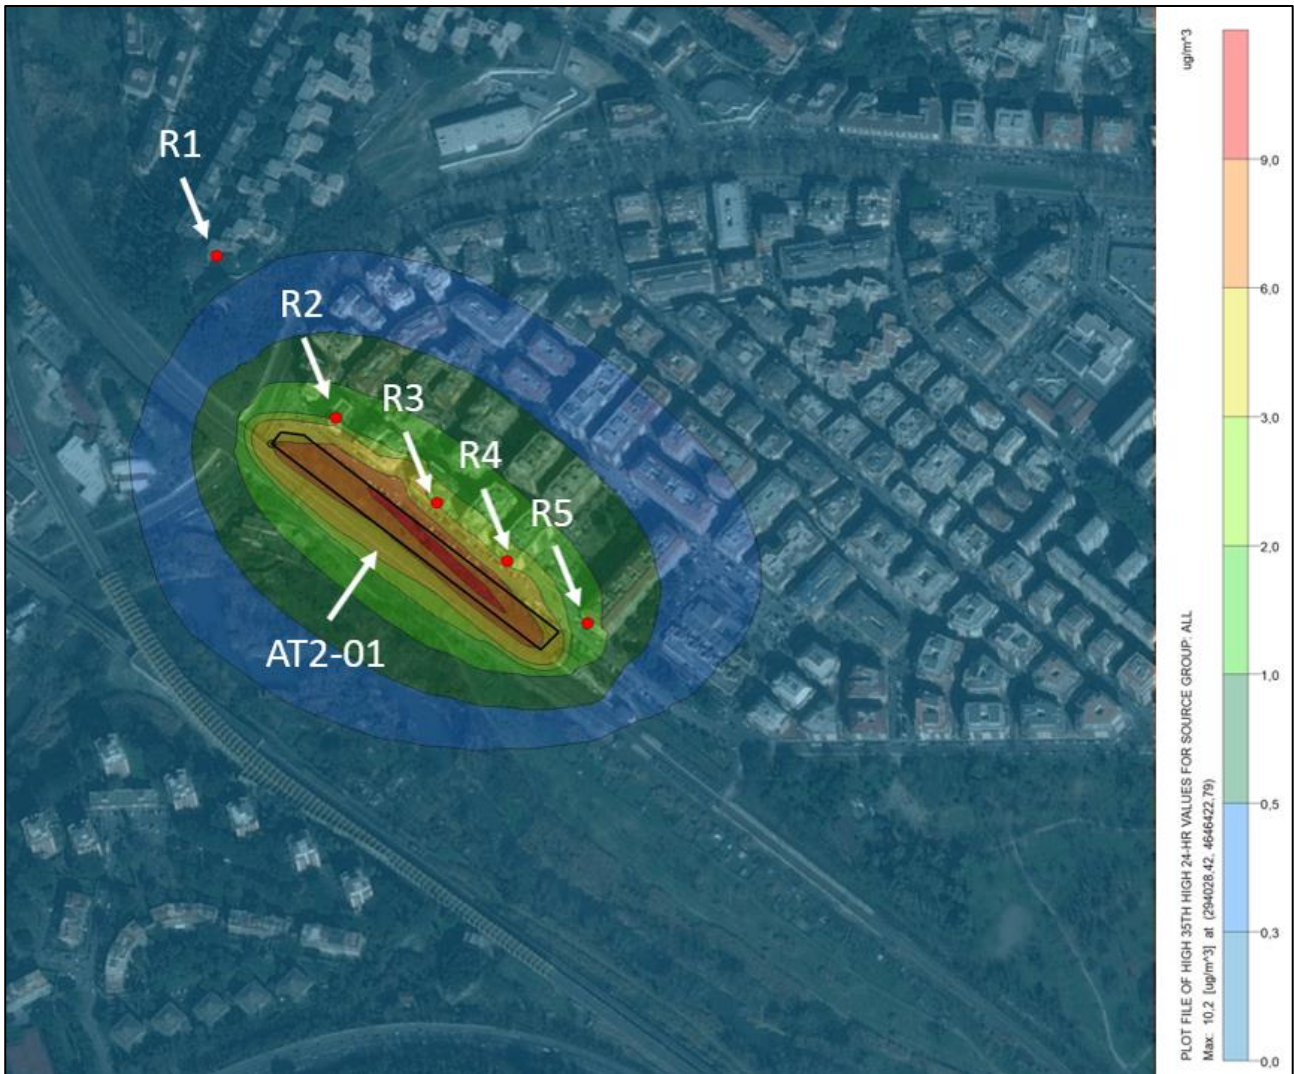 R1
R2
R3
R4
R5
AT2-01
ug/m^3
9,0
6,0
3,0
2,0
1,0
0,5
0,3
0,0
PLOT FILE OF HIGH 35TH HIGH 24-HR VALUES FOR SOURCE GROUP: ALL
Max: 10,2 [ug/m^3] at (294028,42, 4646422,79)